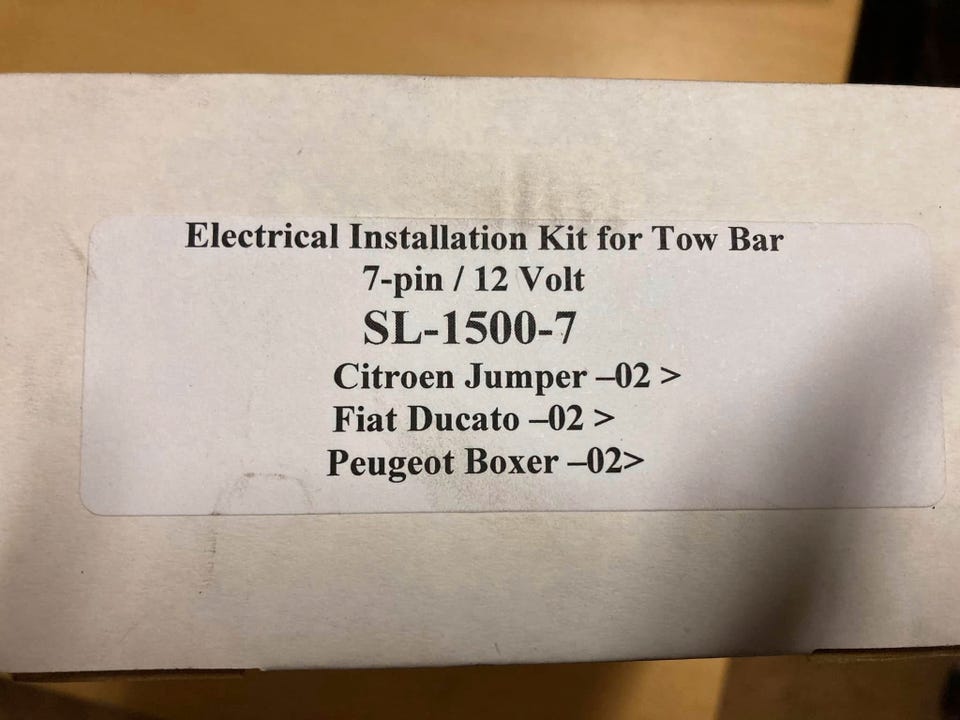 Electrical Installation Kit for Tow Bar
7-pin / 12 Volt
SL-1500-7
Citroen Jumper –02 >
Fiat Ducato –02 >
Peugeot Boxer –02>